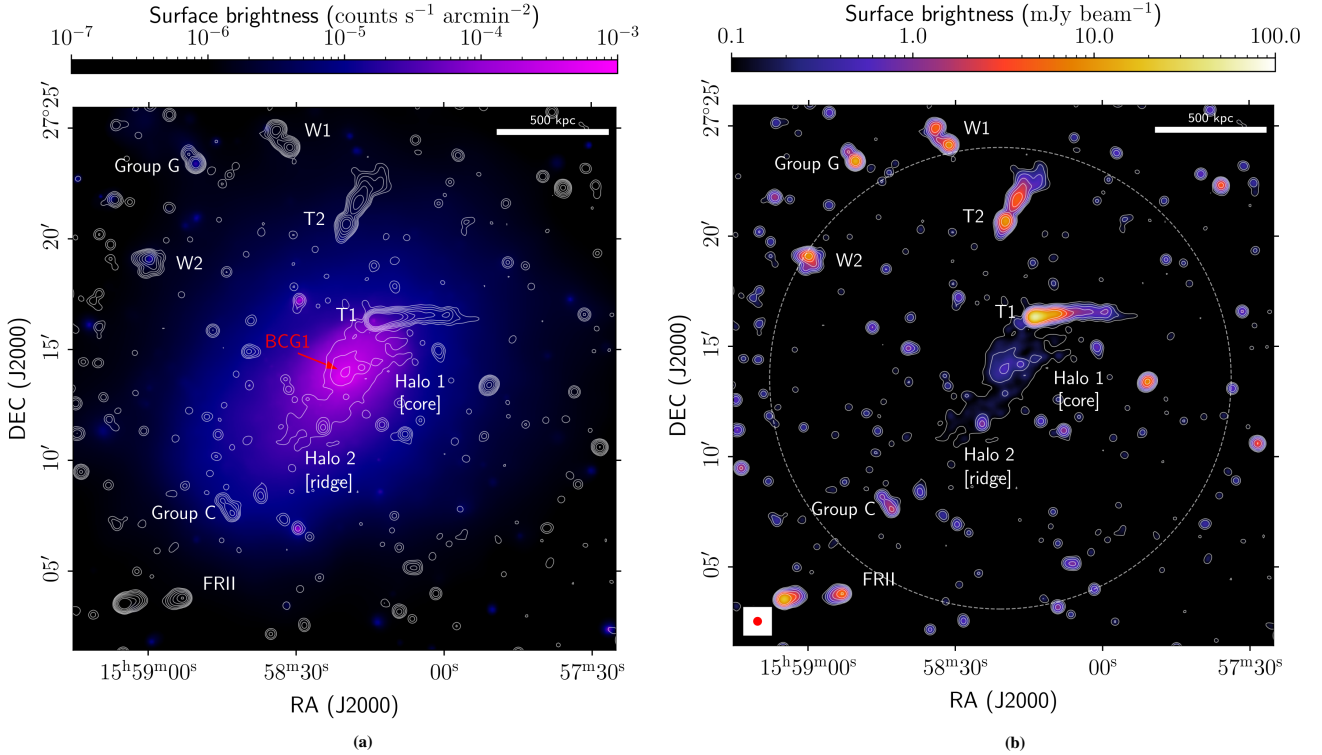 Surface brightness (counts s⁻¹ arcmin⁻²)
10⁻⁷ 10⁻⁶ 10⁻⁵ 10⁻⁴ 10⁻³
27°25′
20′
15′
10′
05′
DEC (J2000)
500 kpc
W1
Group G
T2
W2
T1
BCG1
Halo 1
[core]
Halo 2
[ridge]
Group C
FRII
15ʰ59ᵐ00ˢ 58ᵐ30ˢ 00ˢ 57ᵐ30ˢ
RA (J2000)
(a)
Surface brightness (mJy beam⁻¹)
0.1 1.0 10.0 100.0
27°25′
20′
15′
10′
05′
DEC (J2000)
500 kpc
W1
Group G
T2
W2
T1
Halo 1
[core]
Halo 2
[ridge]
Group C
FRII
15ʰ59ᵐ00ˢ 58ᵐ30ˢ 00ˢ 57ᵐ30ˢ
RA (J2000)
(b)